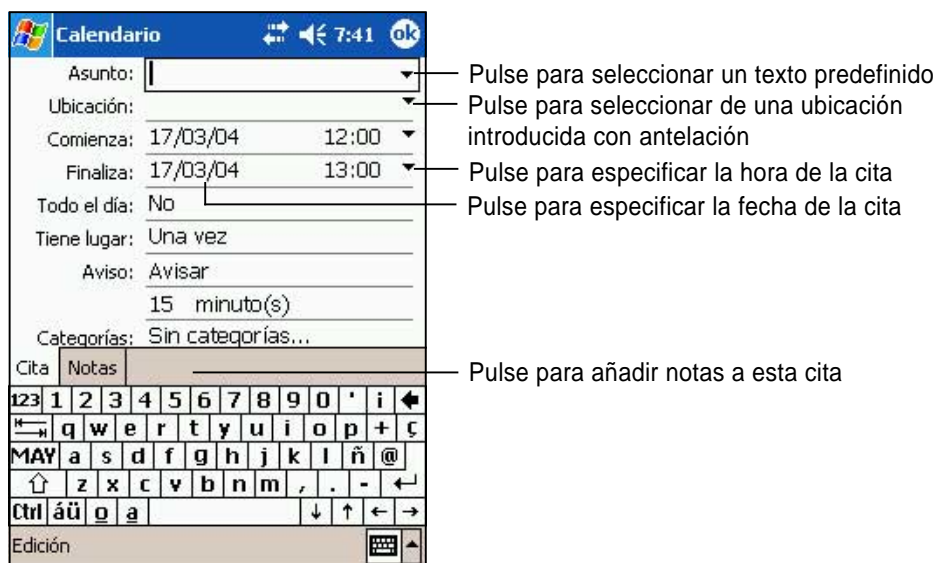 Calendario 7:41 ok
Asunto:
Pulse para seleccionar un texto predefinido
Ubicación:
Pulse para seleccionar de una ubicación
introducida con antelación
Comienza: 17/03/04 12:00
Finaliza: 17/03/04 13:00
Pulse para especificar la hora de la cita
Todo el día: No
Pulse para especificar la fecha de la cita
Tiene lugar: Una vez
Aviso: Avisar
15 minuto(s)
Categorías: Sin categorías...
Cita Notas
Pulse para añadir notas a esta cita
123 1 2 3 4 5 6 7 8 9 0 ' ¡
q w e r t y u i o p + ç
MAY a s d f g h j k l ñ @
z x c v b n m , . -
Ctrl áü o a ↓ ↑ ← →
Edición